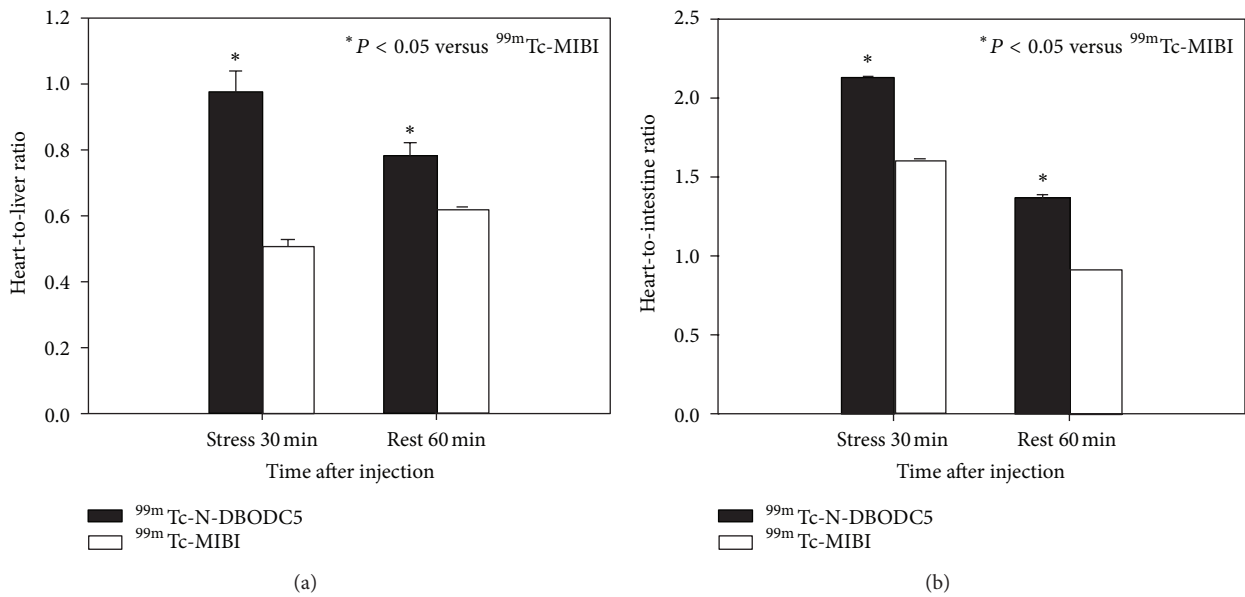 * P < 0.05 versus ⁹⁹ᵐTc-MIBI
Heart-to-liver ratio
1.2
1.0
0.8
0.6
0.4
0.2
0.0
*
*
Stress 30 min
Rest 60 min
Time after injection
⁹⁹ᵐTc-N-DBODC5
⁹⁹ᵐTc-MIBI
(a)
* P < 0.05 versus ⁹⁹ᵐTc-MIBI
Heart-to-intestine ratio
2.5
2.0
1.5
1.0
0.5
0.0
*
*
Stress 30 min
Rest 60 min
Time after injection
⁹⁹ᵐTc-N-DBODC5
⁹⁹ᵐTc-MIBI
(b)